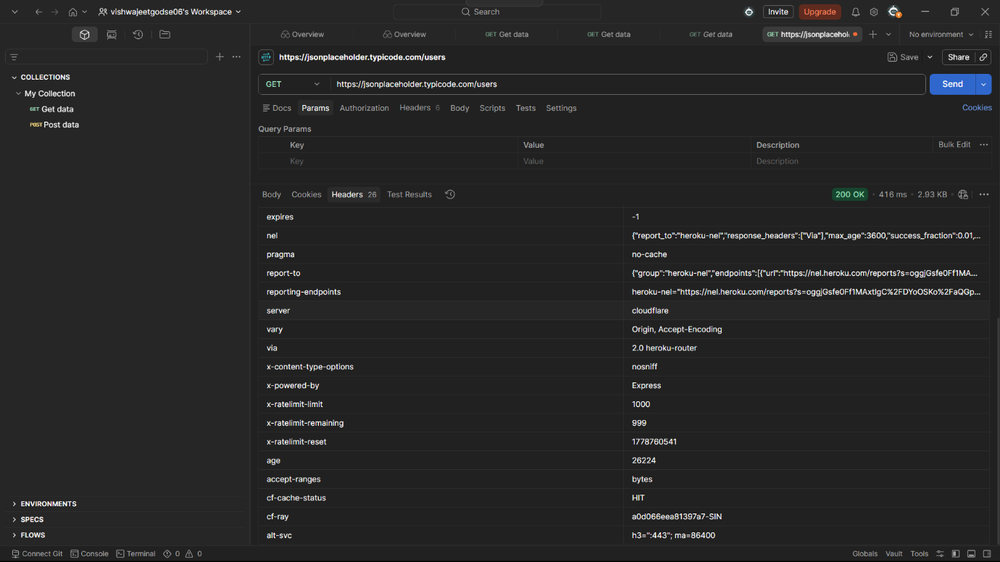 vishwajeetgodse06's Workspace
Search
Invite
Upgrade
Overview
Overview
GET Get data
GET Get data
GET Get data
GET https://jsonplacehol
No environment
COLLECTIONS
My Collection
GET Get data
POST Post data
ENVIRONMENTS
SPECS
FLOWS
HTTP https://jsonplaceholder.typicode.com/users
Save
Share
GET
https://jsonplaceholder.typicode.com/users
Send
Docs
Params
Authorization
Headers 6
Body
Scripts
Tests
Settings
Cookies
Query Params
Key Value Description Bulk Edit
Key Value Description
Body
Cookies
Headers 26
Test Results
200 OK • 416 ms • 2.93 KB
expires -1
nel {"report_to":"heroku-nel","response_headers":["Via"],"max_age":3600,"success_fraction":0.01,...
pragma no-cache
report-to {"group":"heroku-nel","endpoints":[{"url":"https://nel.heroku.com/reports?s=oggjGsfe0Ff1MA...
reporting-endpoints heroku-nel="https://nel.heroku.com/reports?s=oggjGsfe0Ff1MAxtlgC%2FDYoOSKo%2FaQGp...
server cloudflare
vary Origin, Accept-Encoding
via 2.0 heroku-router
x-content-type-options nosniff
x-powered-by Express
x-ratelimit-limit 1000
x-ratelimit-remaining 999
x-ratelimit-reset 1778760541
age 26224
accept-ranges bytes
cf-cache-status HIT
cf-ray a0d066eea81397a7-SIN
alt-svc h3=":443"; ma=86400
Connect Git
Console
Terminal
0
0
Globals
Vault
Tools